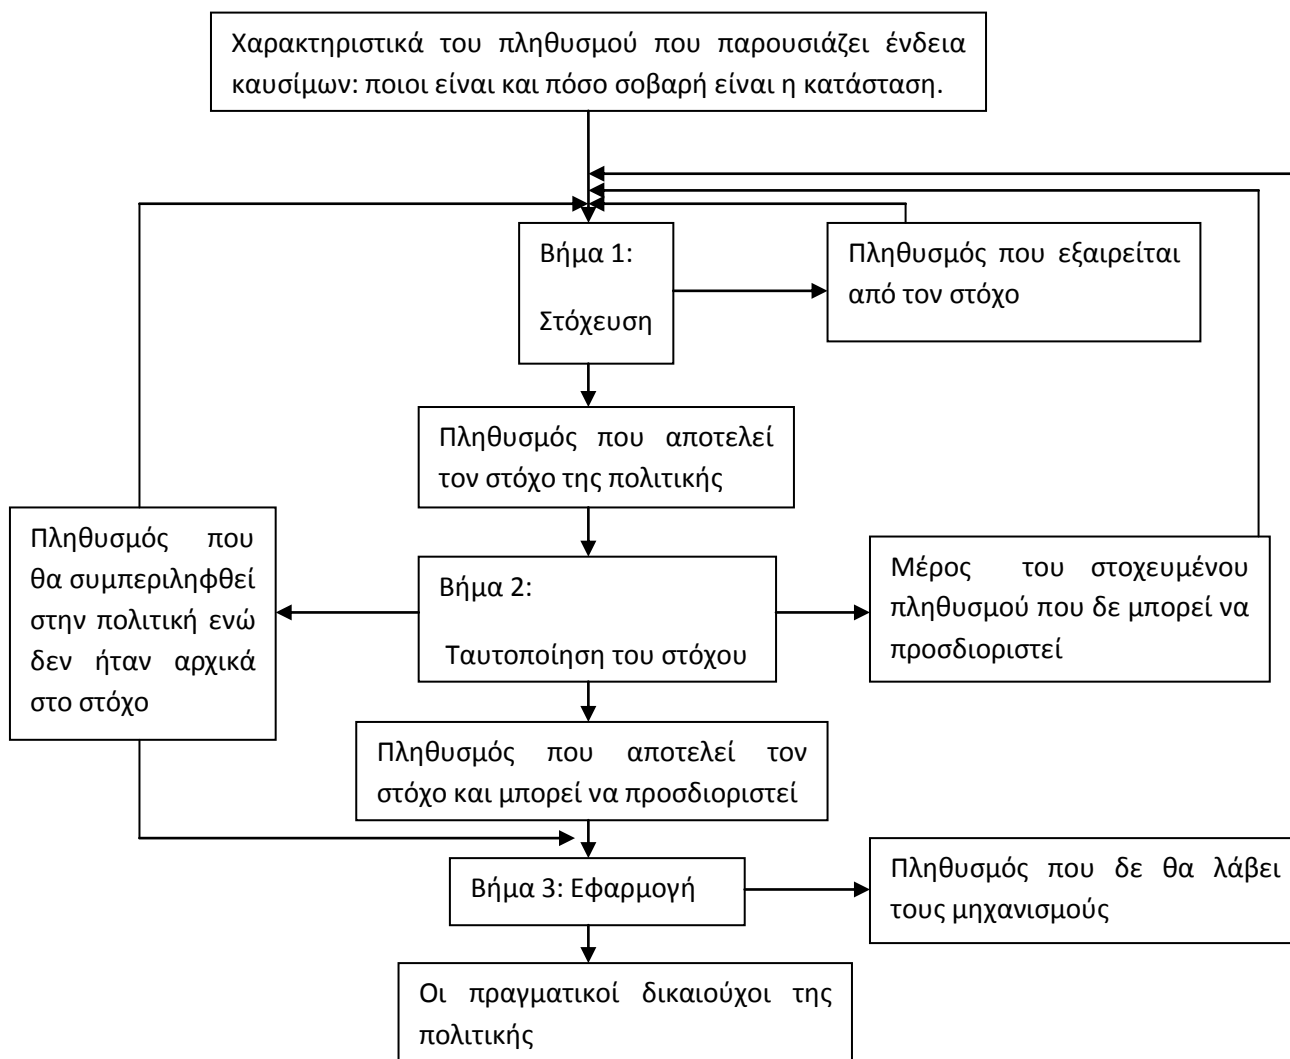 Χαρακτηριστικά του πληθυσμού που παρουσιάζει ένδεια
καυσίμων: ποιοι είναι και πόσο σοβαρή είναι η κατάσταση.
Βήμα 1:
Στόχευση
Πληθυσμός που εξαιρείται
από τον στόχο
Πληθυσμός που αποτελεί
τον στόχο της πολιτικής
Πληθυσμός που
θα συμπεριληφθεί
στην πολιτική ενώ
δεν ήταν αρχικά
στο στόχο
Βήμα 2:
Ταυτοποίηση του στόχου
Μέρος του στοχευμένου
πληθυσμού που δε μπορεί να
προσδιοριστεί
Πληθυσμός που αποτελεί τον
στόχο και μπορεί να προσδιοριστεί
Βήμα 3: Εφαρμογή
Πληθυσμός που δε θα λάβει
τους μηχανισμούς
Οι πραγματικοί δικαιούχοι της
πολιτικής